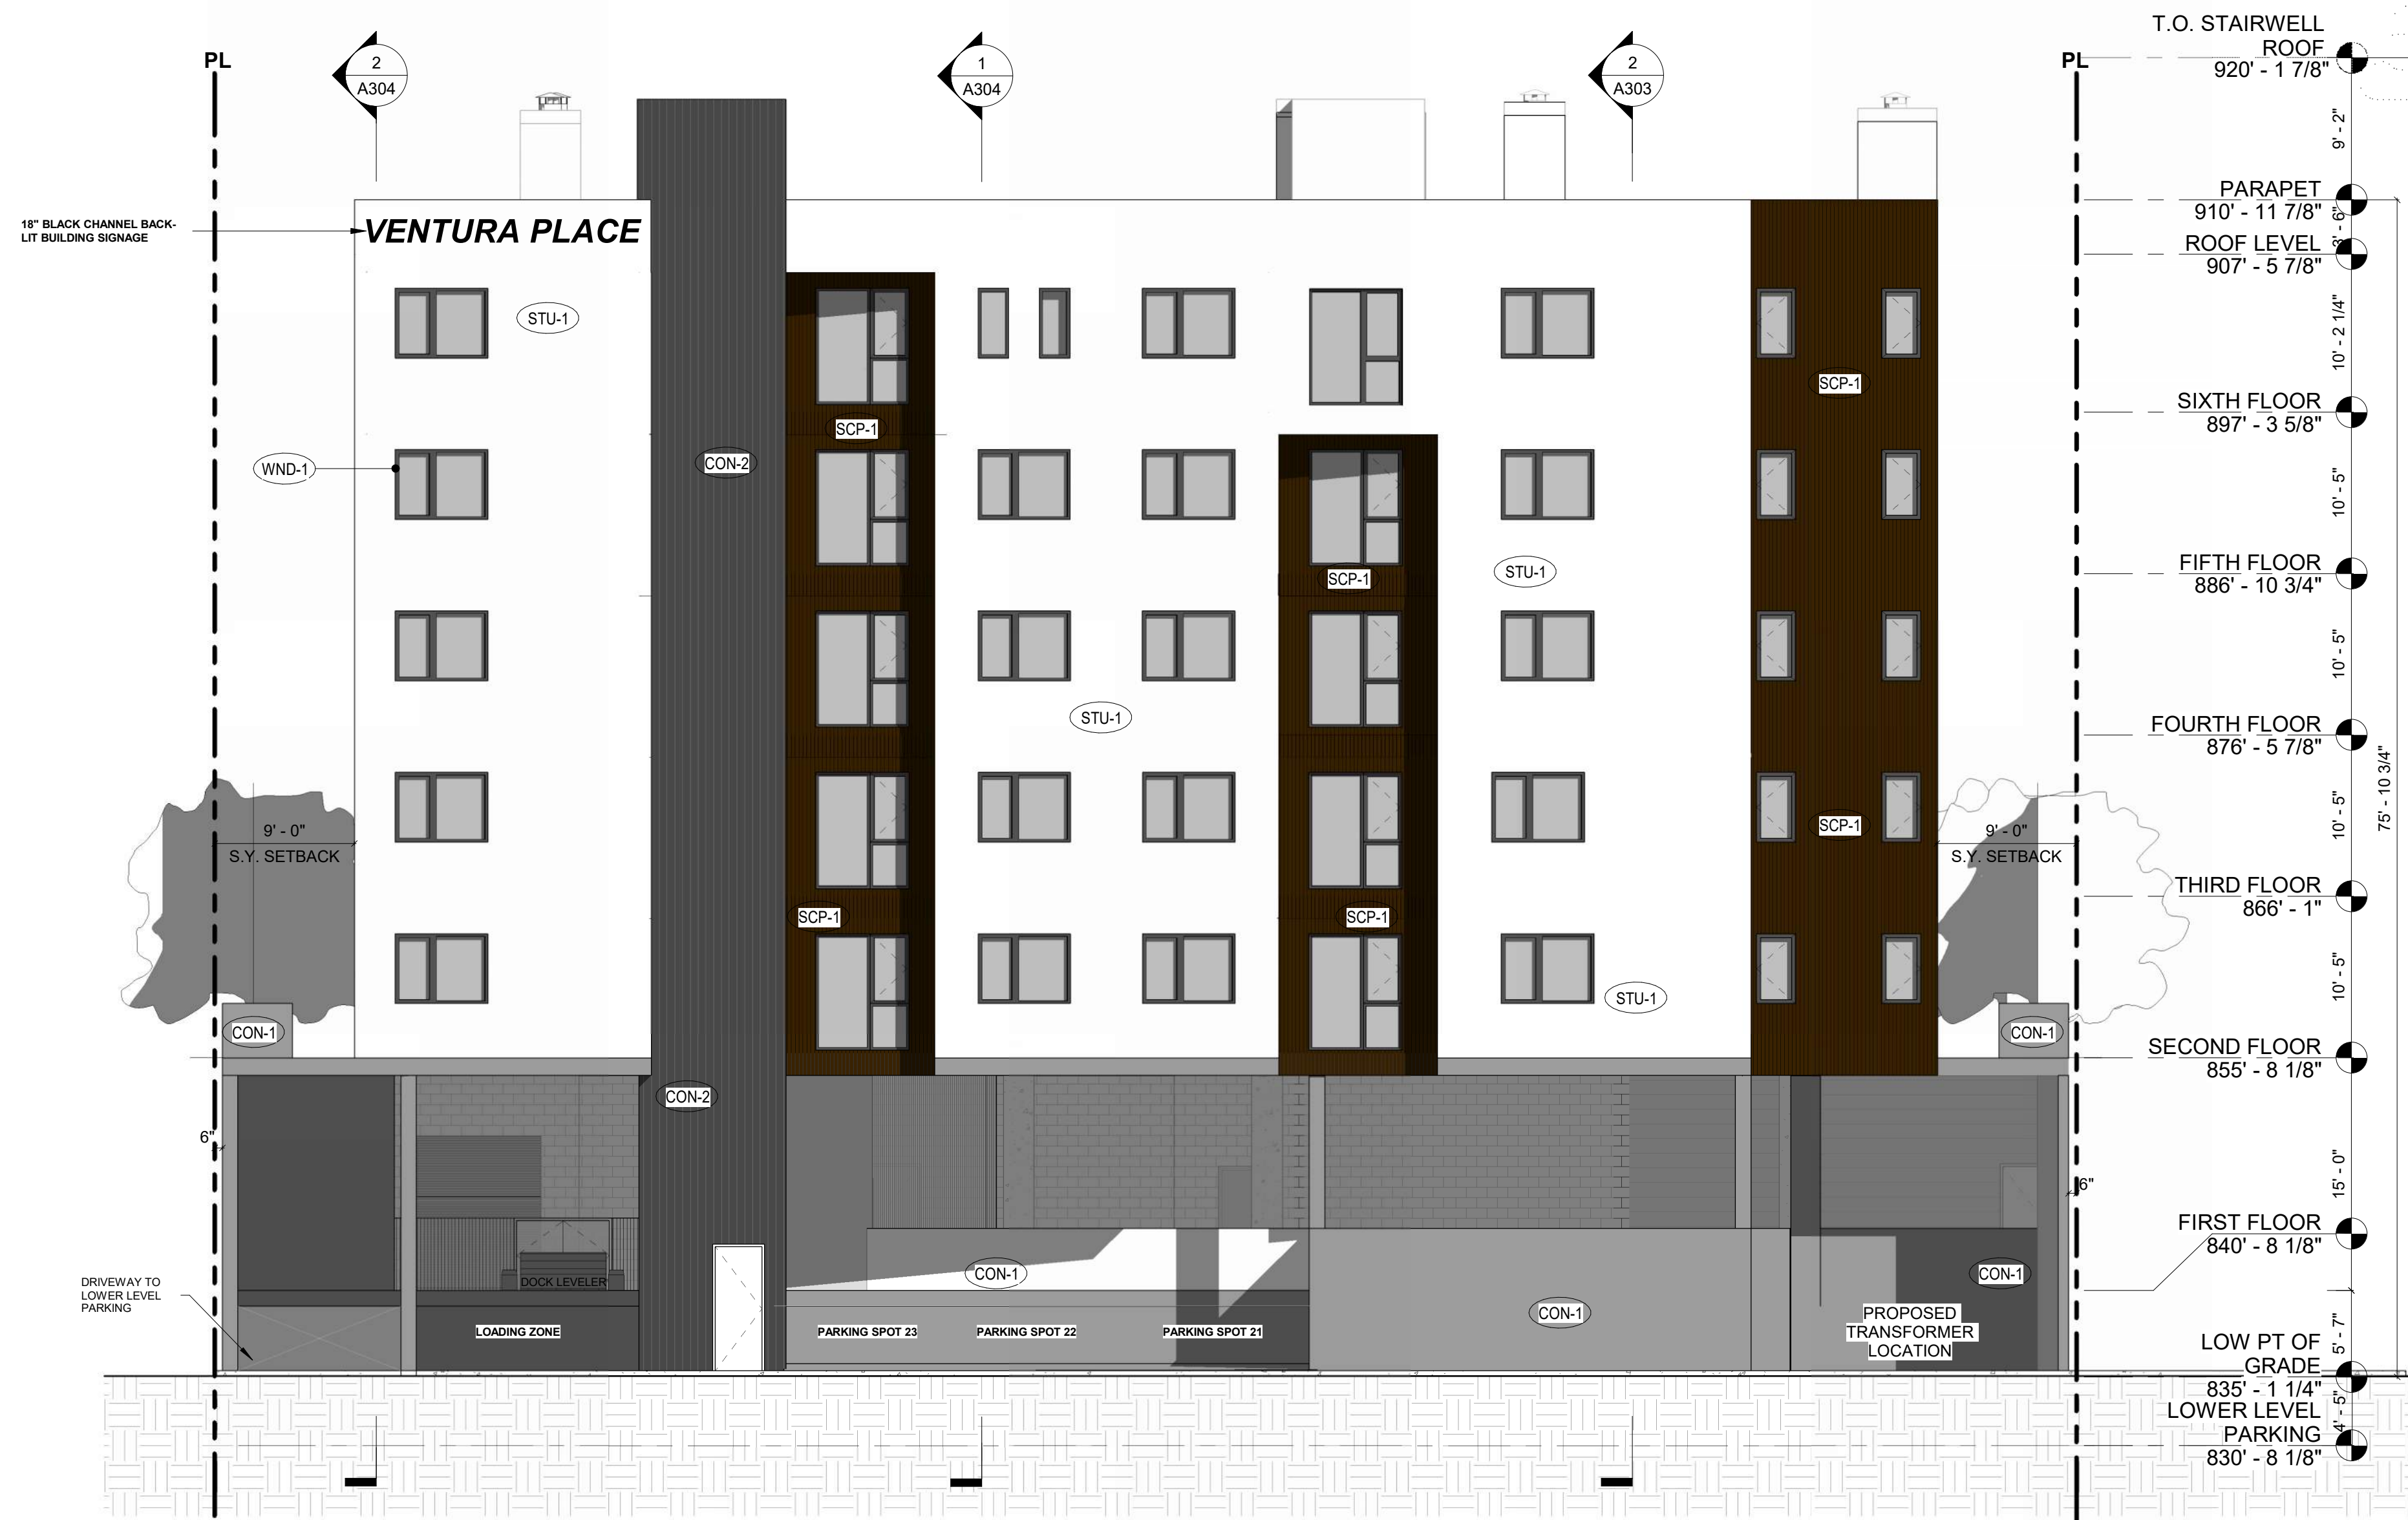 T.O. STAIRWELL
ROOF
920' - 1 7/8"
PL
2
A304
1
A304
2
A303
PL
9' - 2"
PARAPET
910' - 11 7/8"
18" BLACK CHANNEL BACK-
LIT BUILDING SIGNAGE
VENTURA PLACE
3' - 6"
ROOF LEVEL
907' - 5 7/8"
STU-1
10' - 2 1/4"
SCP-1
SIXTH FLOOR
897' - 3 5/8"
SCP-1
WND-1
CON-2
10' - 5"
STU-1
SCP-1
FIFTH FLOOR
886' - 10 3/4"
10' - 5"
STU-1
FOURTH FLOOR
876' - 5 7/8"
75' - 10 3/4"
10' - 5"
9' - 0"
S.Y. SETBACK
SCP-1
9' - 0"
S.Y. SETBACK
THIRD FLOOR
866' - 1"
SCP-1
SCP-1
10' - 5"
STU-1
CON-1
CON-1
SECOND FLOOR
855' - 8 1/8"
CON-2
6"
15' - 0"
6"
FIRST FLOOR
840' - 8 1/8"
DRIVEWAY TO
LOWER LEVEL
PARKING
DOCK LEVELER
CON-1
CON-1
CON-1
LOADING ZONE
PARKING SPOT 23
PARKING SPOT 22
PARKING SPOT 21
PROPOSED
TRANSFORMER
LOCATION
5' - 7"
LOW PT OF
GRADE
835' - 1 1/4"
4' - 5"
LOWER LEVEL
PARKING
830' - 8 1/8"